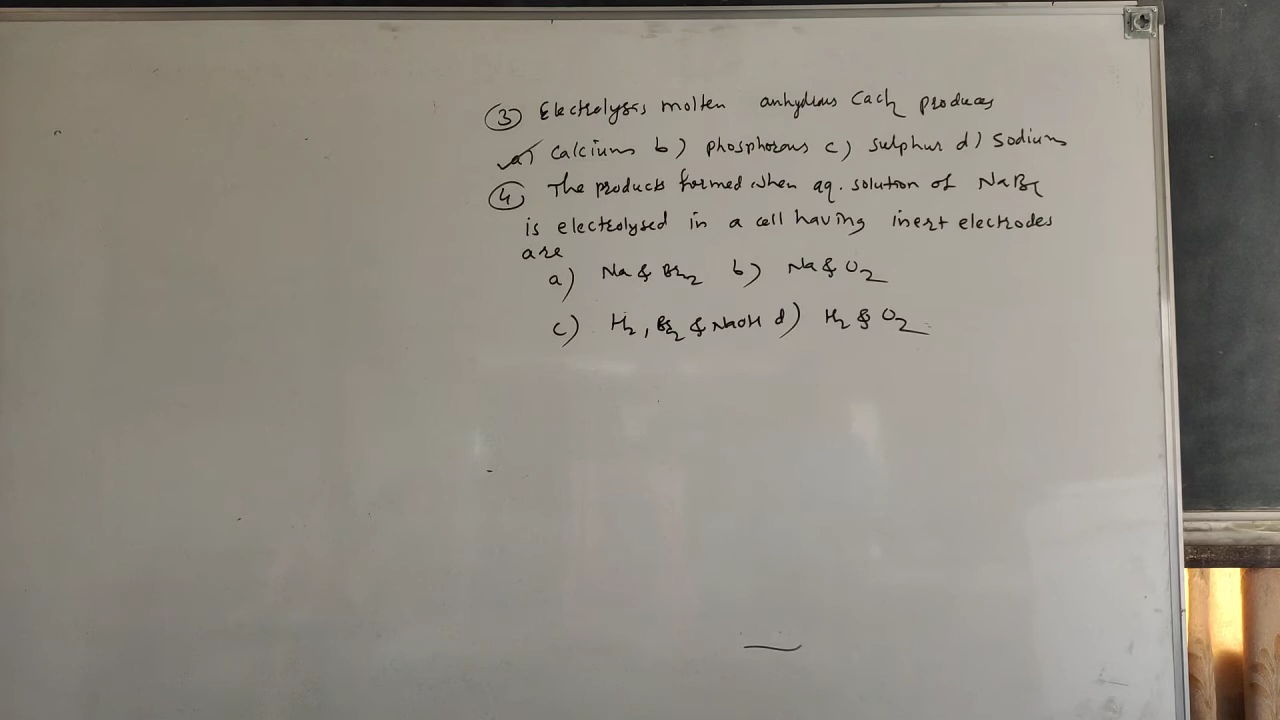 ③ Electrolysis molten anhydrous CaCl₂ produces
a) Calcium b) phosphorous c) sulphur d) Sodium
④ The products formed when aq. solution of NaBr
is electrolysed in a cell having inert electrodes
are
a) Na & Br₂ b) Na & O₂
c) H₂, Br₂ & NaOH d) H₂ & O₂